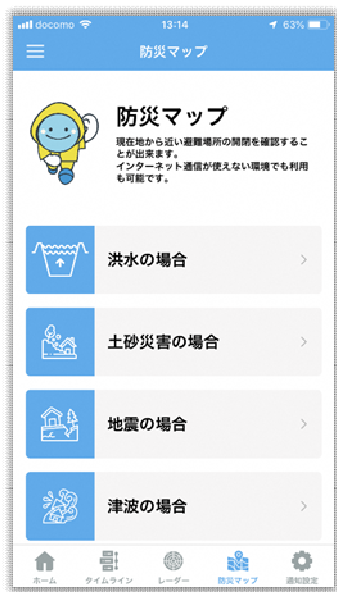 docomo 13:14 63%
防災マップ
防災マップ
現在地から近い避難場所の開閉を確認するこ
とが出来ます。
インターネット通信が使えない環境でも利用
も可能です。
洪水の場合
土砂災害の場合
地震の場合
津波の場合
ホーム タイムライン レーダー 防災マップ 通知設定